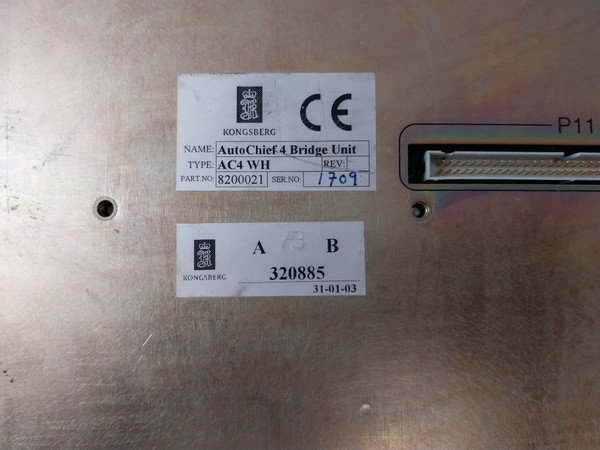 KONGSBERG
CE
NAME: AutoChief 4 Bridge Unit
TYPE: AC4 WH REV: -
PART.NO: 8200021 SER.NO: 1709
P11
KONGSBERG
A AB B
320885
31-01-03